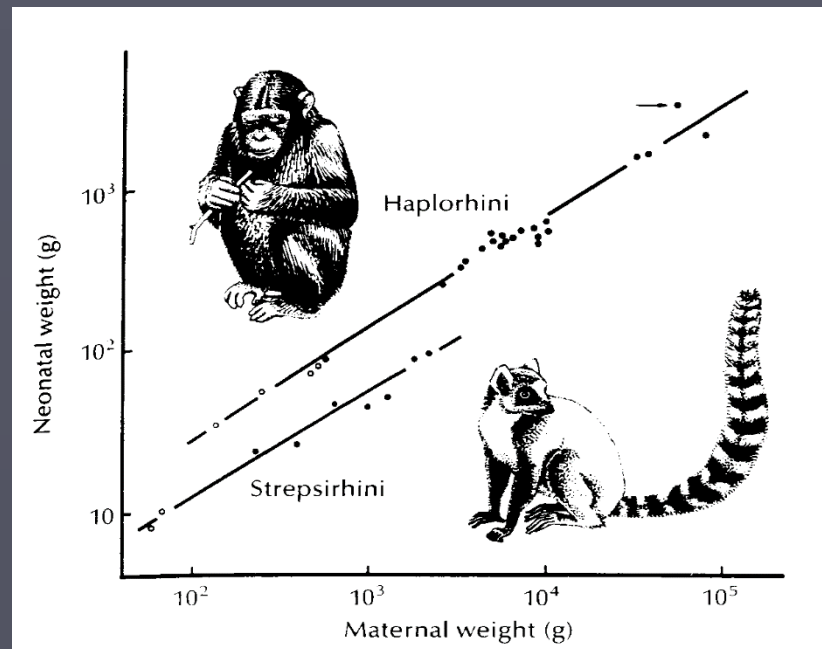 Neonatal weight (g)
10³
10²
10
Haplorhini
Strepsirhini
10²
10³
10⁴
10⁵
Maternal weight (g)